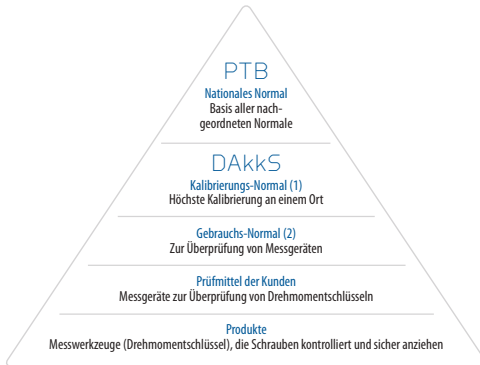 PTB
Nationales Normal
Basis aller nach-
geordneten Normale
DAkkS
Kalibrierungs-Normal (1)
Höchste Kalibrierung an einem Ort
Gebrauchs-Normal (2)
Zur Überprüfung von Messgeräten
Prüfmittel der Kunden
Messgeräte zur Überprüfung von Drehmomentschlüsseln
Produkte
Messwerkzeuge (Drehmomentschlüssel), die Schrauben kontrolliert und sicher anziehen